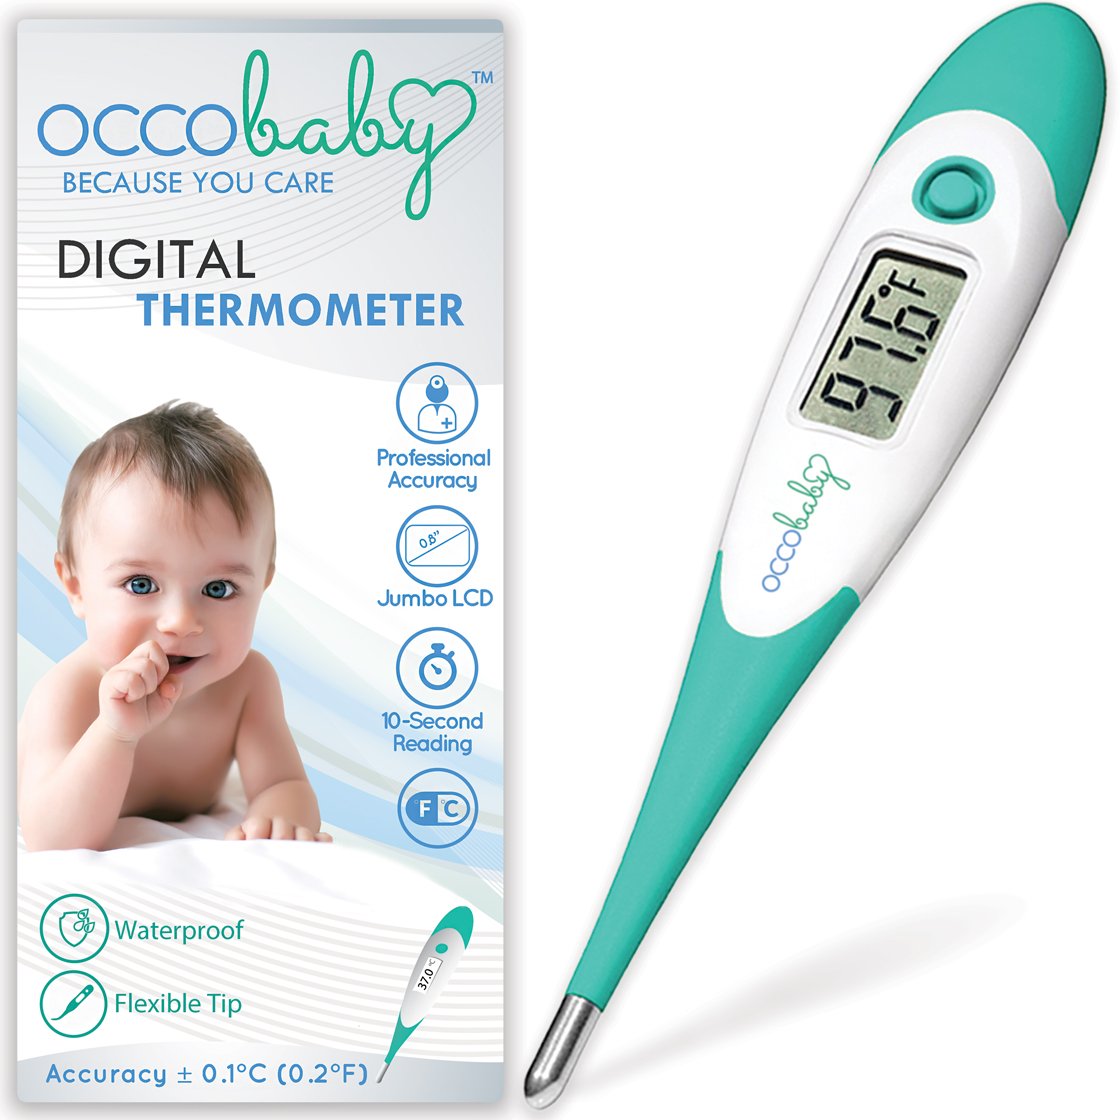 occobaby™
BECAUSE YOU CARE
DIGITAL
THERMOMETER
Professional
Accuracy
0.8"
Jumbo LCD
10-Second
Reading
°F °C
Waterproof
Flexible Tip
37.0 °C
Accuracy ± 0.1°C (0.2°F)
97.6°F
occobaby